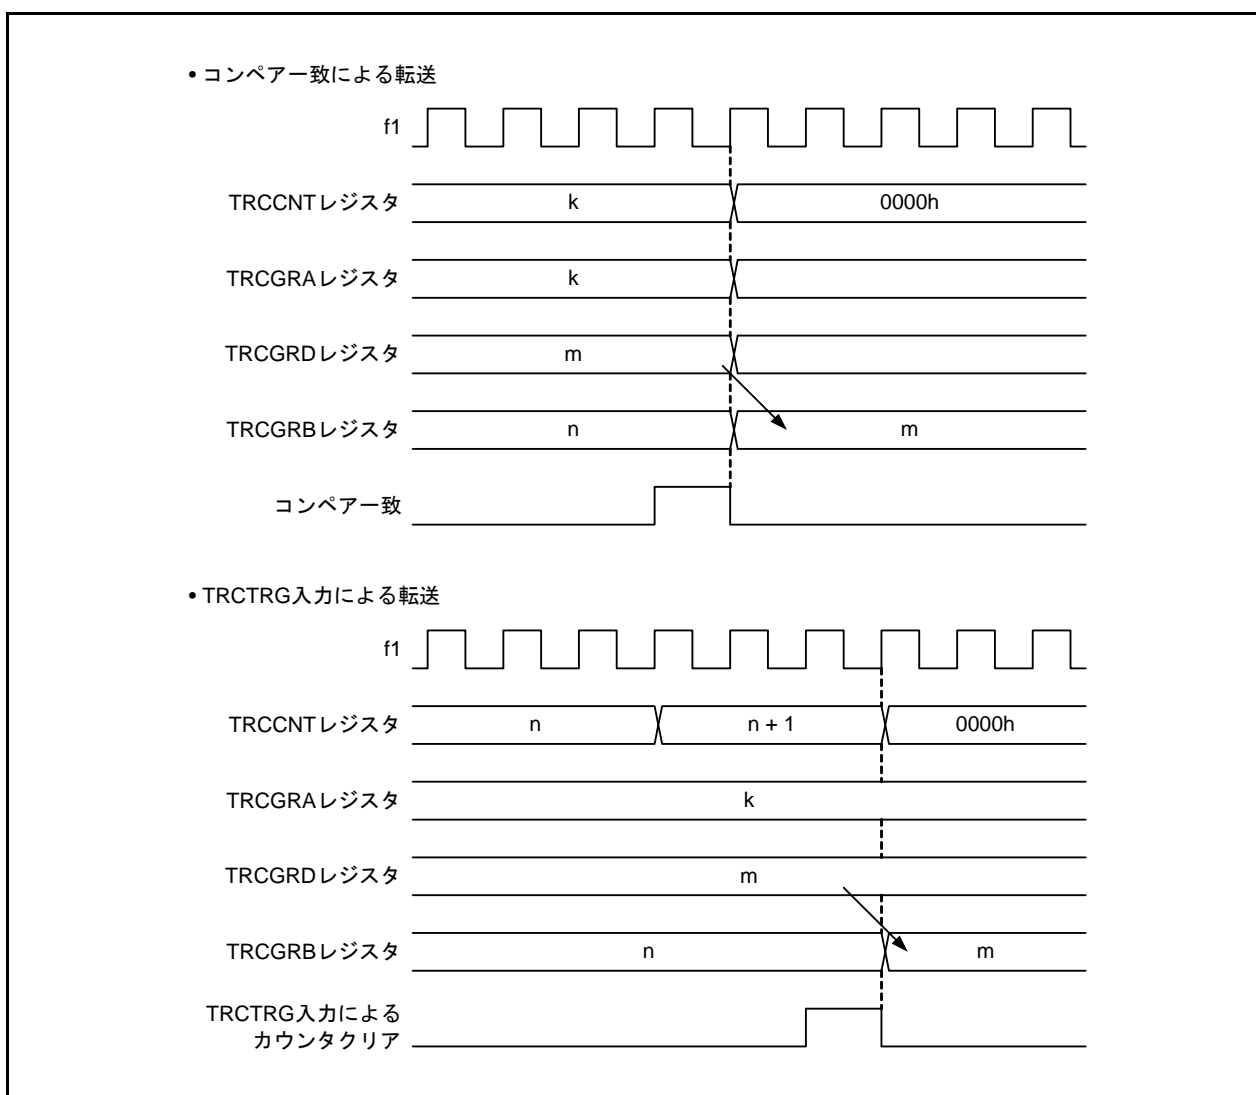 • コンペア一致による転送
f1
TRCCNTレジスタ k 0000h
TRCGRAレジスタ k
TRCGRDレジスタ m
TRCGRBレジスタ n m
コンペア一致
• TRCTRG入力による転送
f1
TRCCNTレジスタ n n + 1 0000h
TRCGRAレジスタ k
TRCGRDレジスタ m
TRCGRBレジスタ n m
TRCTRG入力による
カウンタクリア